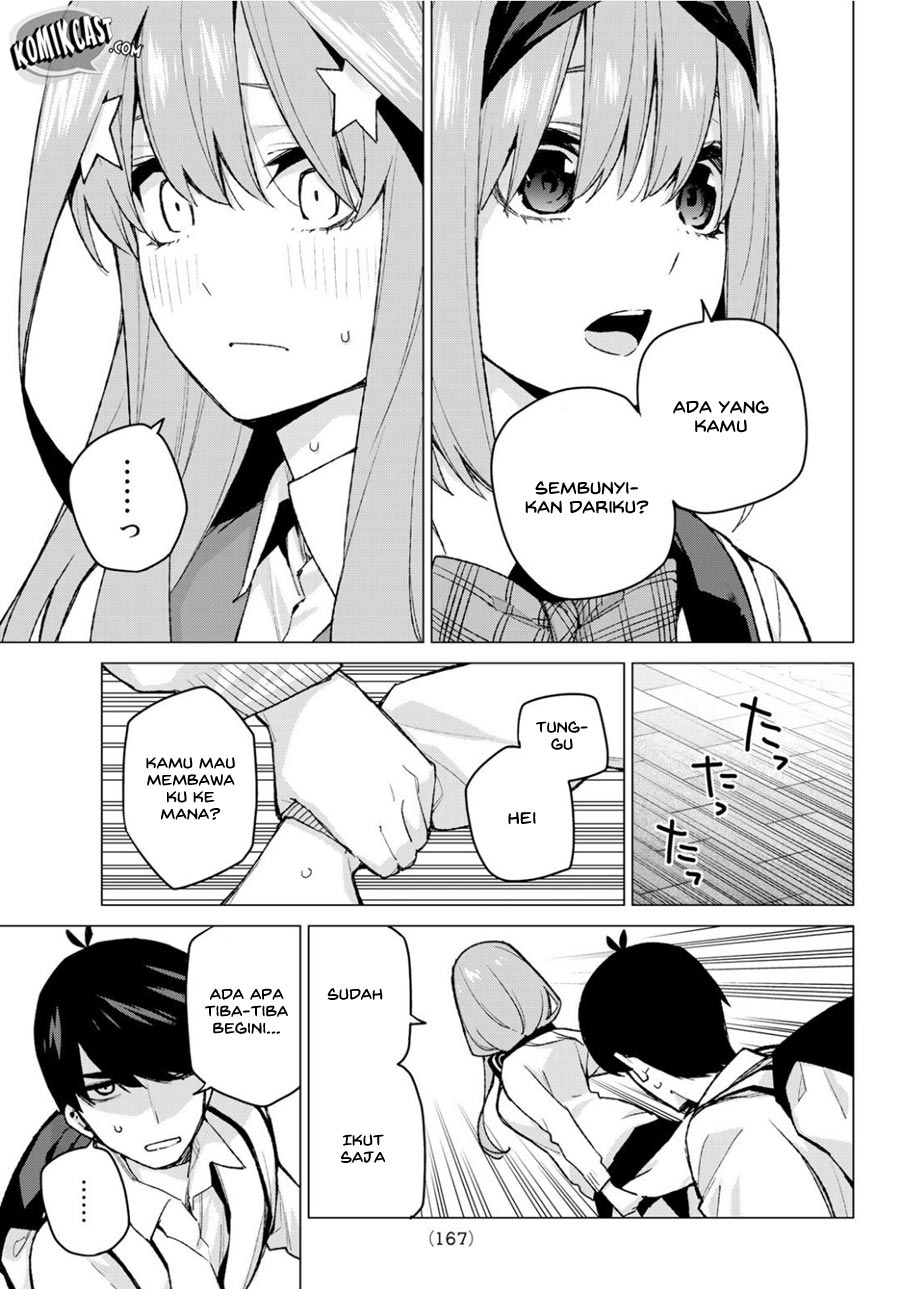 KOMIKCAST
.COM
ADA YANG
KAMU
SEMBUNYI-
KAN DARIKU?
……っ
たっ
たっ
たっ
TUNG-
GU
HEI
KAMU MAU
MEMBAWA
KU KE
MANA?
SUDAH
IKUT
SAJA
ADA APA
TIBA-TIBA
BEGINI...
……
(167)